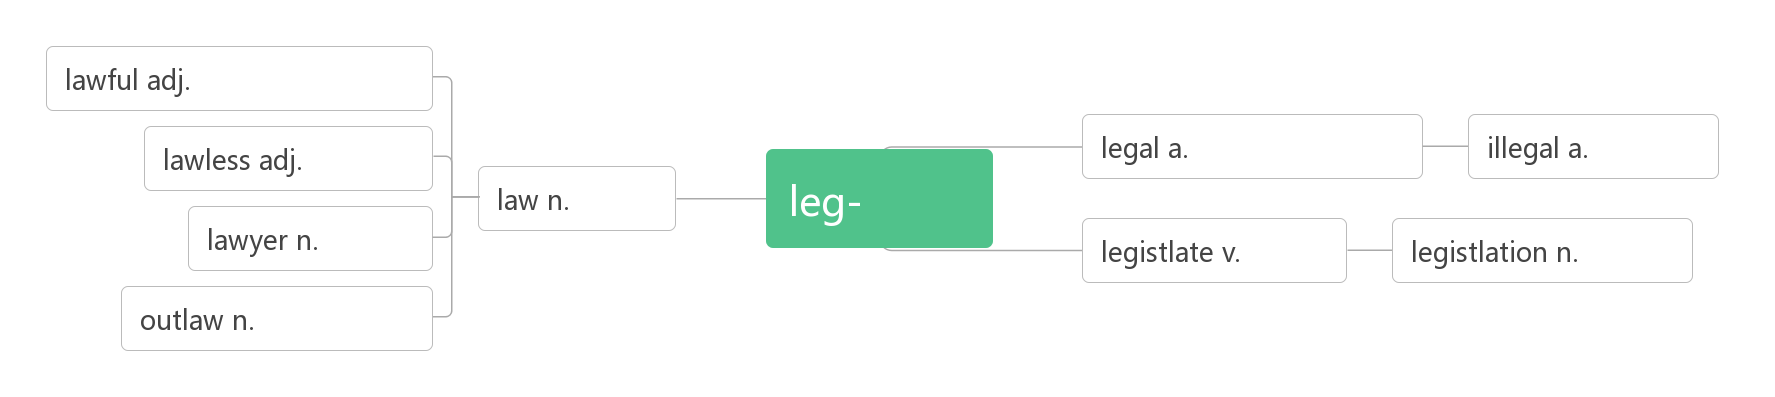 lawful adj.
lawless adj.
lawyer n.
outlaw n.
law n.
leg-
legal a.
illegal a.
legistlate v.
legistlation n.